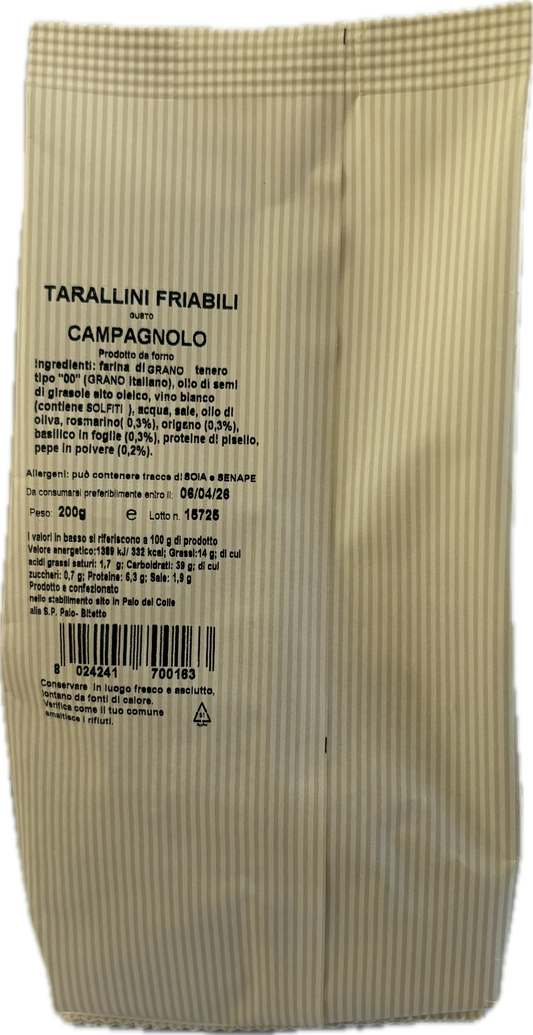 TARALLINI FRIABILI
GUSTO
CAMPAGNOLO
Prodotto da forno
Ingredienti: farina di GRANO tenero
tipo "00" (GRANO italiano), olio di semi
di girasole alto oleico, vino bianco
(contiene SOLFITI ), acqua, sale, olio di
oliva, rosmarino( 0,3%), origano (0,3%),
basilico in foglie (0,3%), proteine di pisello,
pepe in polvere (0,2%).
Allergeni: può contenere tracce di SOIA e SENAPE
Da consumarsi preferibilmente entro il: 06/04/26
Peso: 200g e Lotto n. 15725
I valori in basso si riferiscono a 100 g di prodotto
Valore energetico:1389 kJ/ 332 kcal; Grassi:14 g; di cui
acidi grassi saturi: 1,7 g; Carboidrati: 39 g; di cui
zuccheri: 0,7 g; Proteine: 6,3 g; Sale: 1,9 g
Prodotto e confezionato
nello stabilimento sito in Palo del Colle
alla S.P. Palo- Bitetto
8 024241 700163
Conservare in luogo fresco e asciutto,
lontano da fonti di calore.
Verifica come il tuo comune
smaltisce i rifiuti.